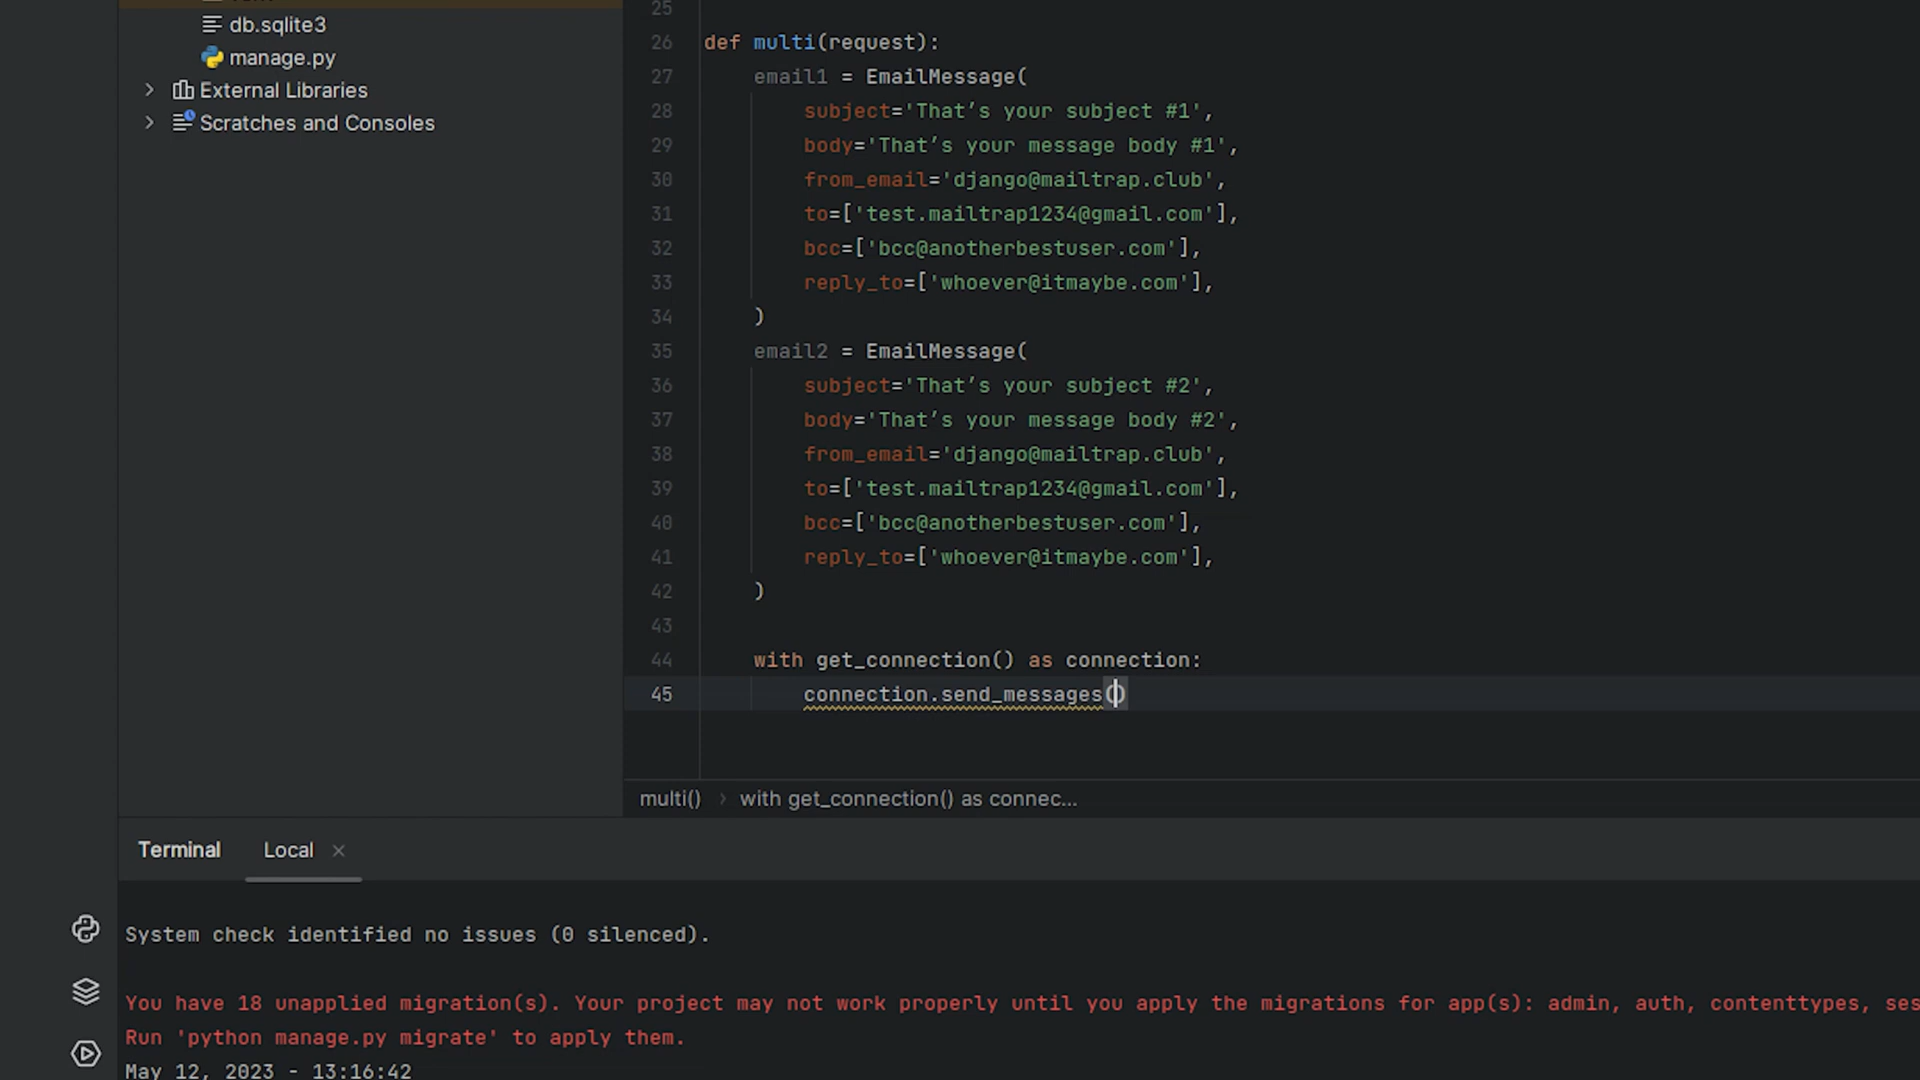 db.sqlite3
manage.py
External Libraries
Scratches and Consoles
25
26 def multi(request):
27 email1 = EmailMessage(
28 subject='That’s your subject #1',
29 body='That’s your message body #1',
30 from_email='django@mailtrap.club',
31 to=['test.mailtrap1234@gmail.com'],
32 bcc=['bcc@anotherbestuser.com'],
33 reply_to=['whoever@itmaybe.com'],
34 )
35 email2 = EmailMessage(
36 subject='That’s your subject #2',
37 body='That’s your message body #2',
38 from_email='django@mailtrap.club',
39 to=['test.mailtrap1234@gmail.com'],
40 bcc=['bcc@anotherbestuser.com'],
41 reply_to=['whoever@itmaybe.com'],
42 )
43
44 with get_connection() as connection:
45 connection.send_messages()
multi() › with get_connection() as connec...
Terminal Local ×
System check identified no issues (0 silenced).
You have 18 unapplied migration(s). Your project may not work properly until you apply the migrations for app(s): admin, auth, contenttypes, ses
Run 'python manage.py migrate' to apply them.
May 12, 2023 - 13:16:42